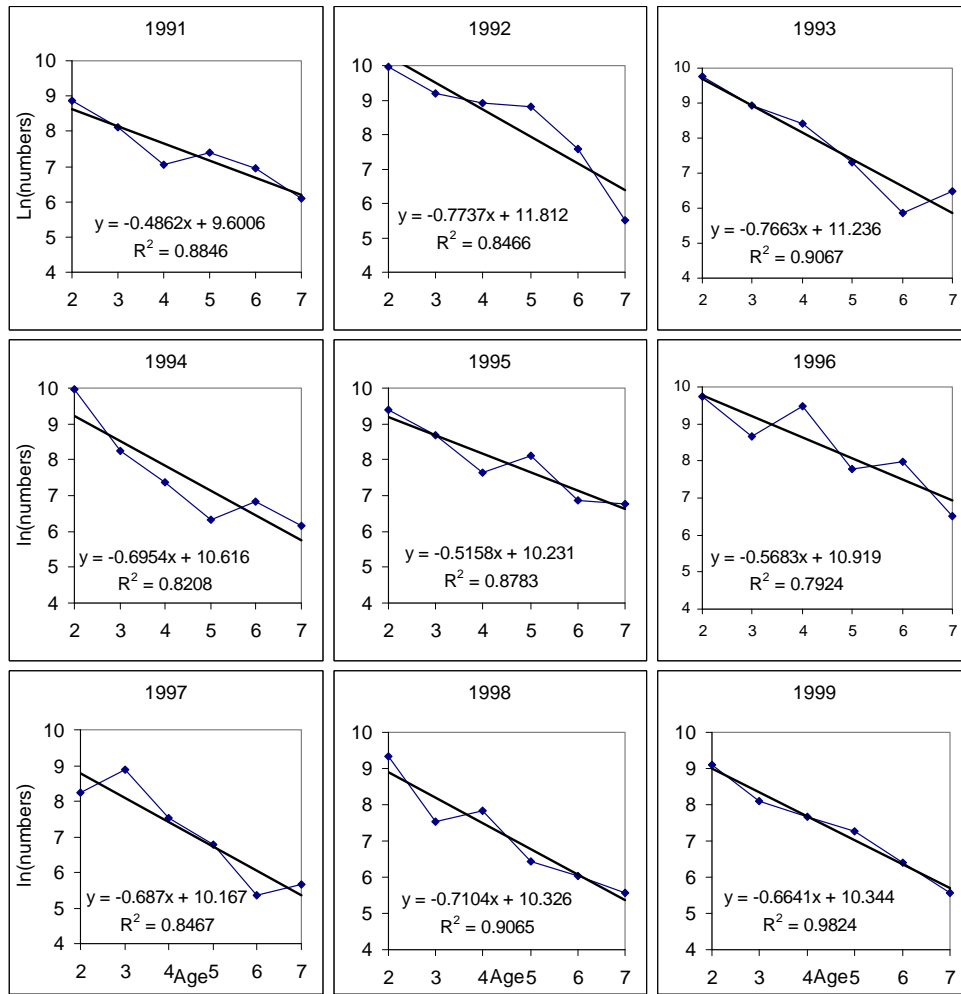 1991
10
9
8
7
6
5
4
Ln(numbers)
y = -0.4862x + 9.6006
R² = 0.8846
2 3 4 5 6 7
1992
10
9
8
7
6
5
4
y = -0.7737x + 11.812
R² = 0.8466
2 3 4 5 6 7
1993
10
9
8
7
6
5
4
y = -0.7663x + 11.236
R² = 0.9067
2 3 4 5 6 7
1994
10
9
8
7
6
5
4
ln(numbers)
y = -0.6954x + 10.616
R² = 0.8208
2 3 4 5 6 7
1995
10
9
8
7
6
5
4
y = -0.5158x + 10.231
R² = 0.8783
2 3 4 5 6 7
1996
10
9
8
7
6
5
4
y = -0.5683x + 10.919
R² = 0.7924
2 3 4 5 6 7
1997
10
9
8
7
6
5
4
ln(numbers)
y = -0.687x + 10.167
R² = 0.8467
2 3 4 5 6 7
Age
1998
10
9
8
7
6
5
4
y = -0.7104x + 10.326
R² = 0.9065
2 3 4 5 6 7
Age
1999
10
9
8
7
6
5
4
y = -0.6641x + 10.344
R² = 0.9824
2 3 4 5 6 7
Age